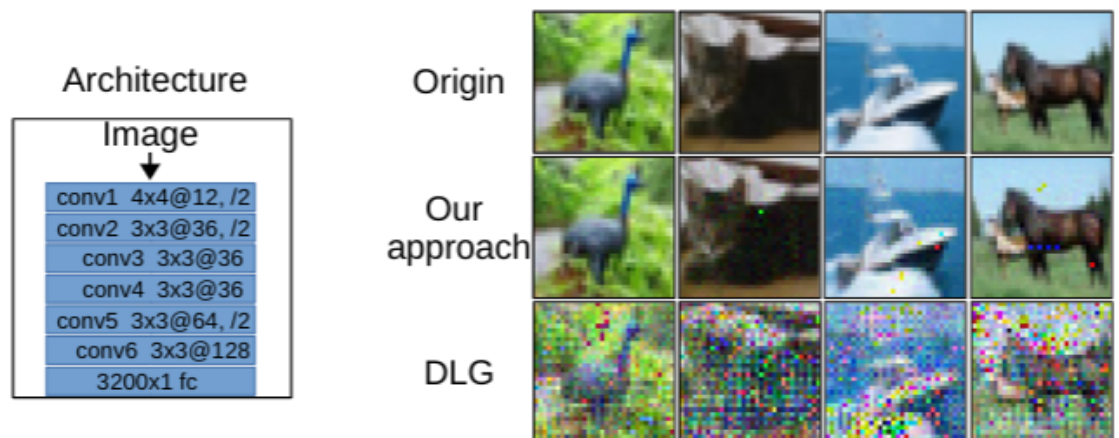 Architecture
Image
conv1 4x4@12, /2
conv2 3x3@36, /2
conv3 3x3@36
conv4 3x3@36
conv5 3x3@64, /2
conv6 3x3@128
3200x1 fc
Origin
Our
approach
DLG